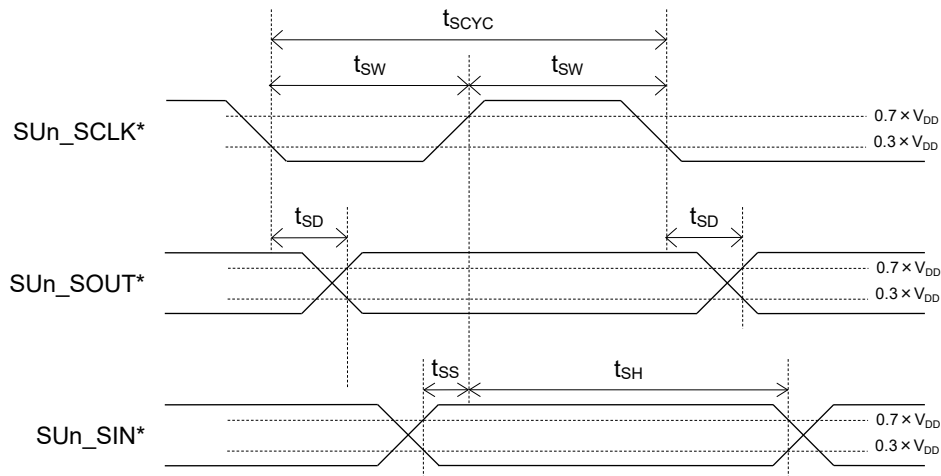 tSCYC
tSW tSW
SUn_SCLK*
0.7 × VDD
0.3 × VDD
tSD tSD
SUn_SOUT*
0.7 × VDD
0.3 × VDD
tSS tSH
SUn_SIN*
0.7 × VDD
0.3 × VDD